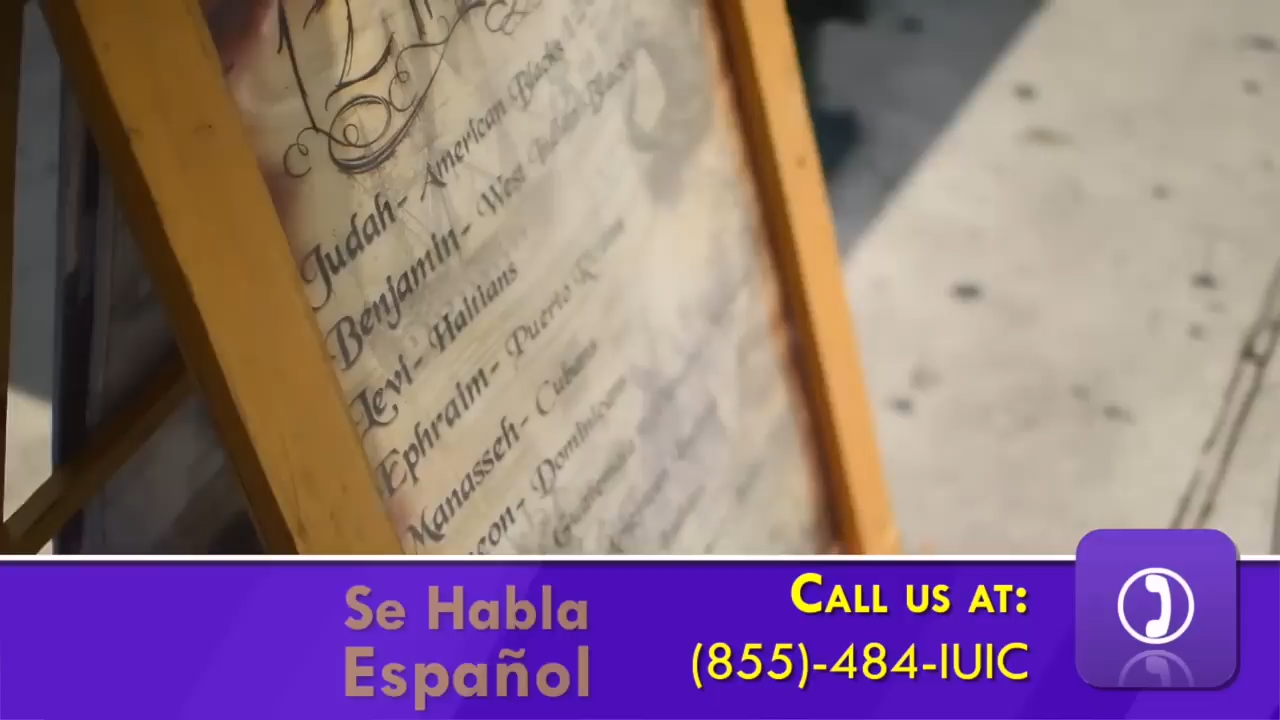 12
Judah- American Blacks
Benjamin- West Indian Blacks
Levi- Haitians
Ephraim- Puerto Ricans
Manasseh- Cubans
Dominicans
Se Habla
Español
CALL US AT:
(855)-484-IUIC